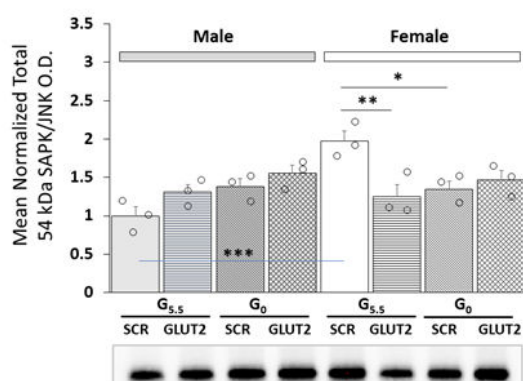 Mean Normalized Total
54 kDa SAPK/JNK O.D.
3.5
3
2.5
2
1.5
1
0.5
0
Male
Female
*
**
***
G5.5
G0
G5.5
G0
SCR GLUT2 SCR GLUT2 SCR GLUT2 SCR GLUT2